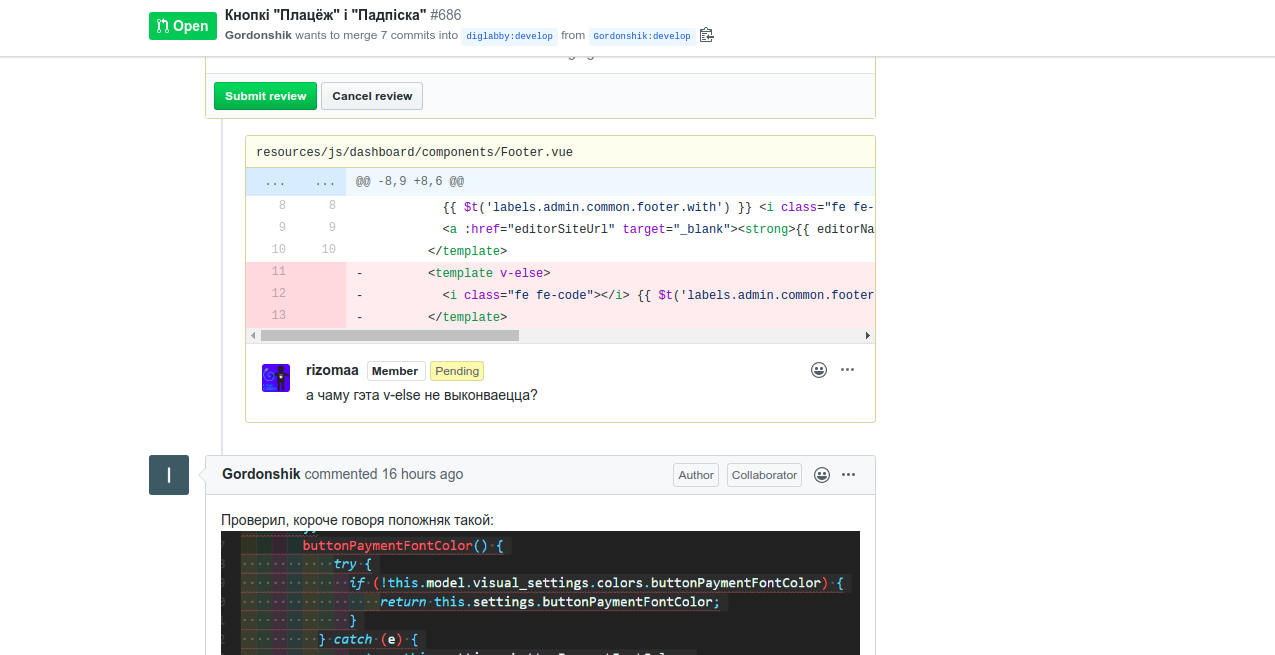 Open
Кнопкі "Плацёж" і "Падпіска" #686
Gordonshik wants to merge 7 commits into diglabby:develop from Gordonshik:develop
Submit review Cancel review
resources/js/dashboard/components/Footer.vue
... ... @@ -8,9 +8,6 @@
8 8 {{ $t('labels.admin.common.footer.with') }} <i class="fe fe-
9 9 <a :href="editorSiteUrl" target="_blank"><strong>{{ editorNa
10 10 </template>
11 - <template v-else>
12 - <i class="fe fe-code"></i> {{ $t('labels.admin.common.footer
13 - </template>
rizomaa Member Pending
а чаму гэта v-else не выконваецца?
Gordonshik commented 16 hours ago Author Collaborator
Проверил, короче говоря положняк такой:
buttonPaymentFontColor() {
try {
if (!this.model.visual_settings.colors.buttonPaymentFontColor) {
return this.settings.buttonPaymentFontColor;
}
} catch (e) {